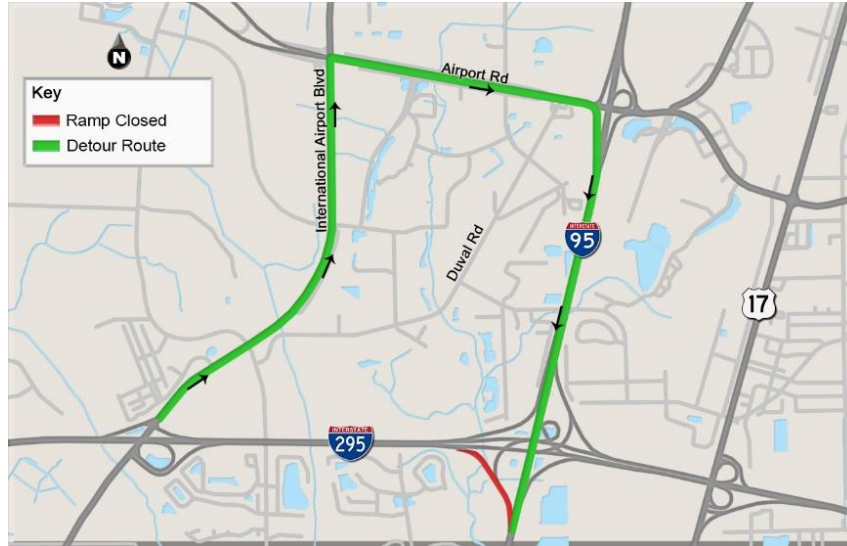 N
Key
Ramp Closed
Detour Route
International Airport Blvd
Airport Rd
Duval Rd
INTERSTATE
95
17
INTERSTATE
295